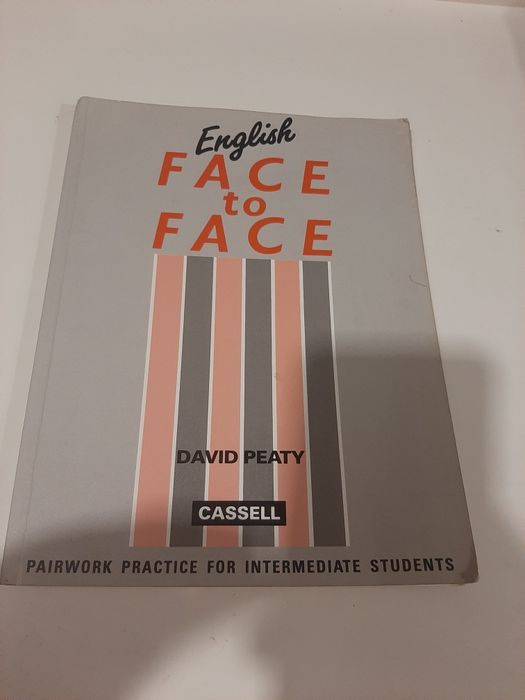 English
FACE
to
FACE
DAVID PEATY
CASSELL
PAIRWORK PRACTICE FOR INTERMEDIATE STUDENTS